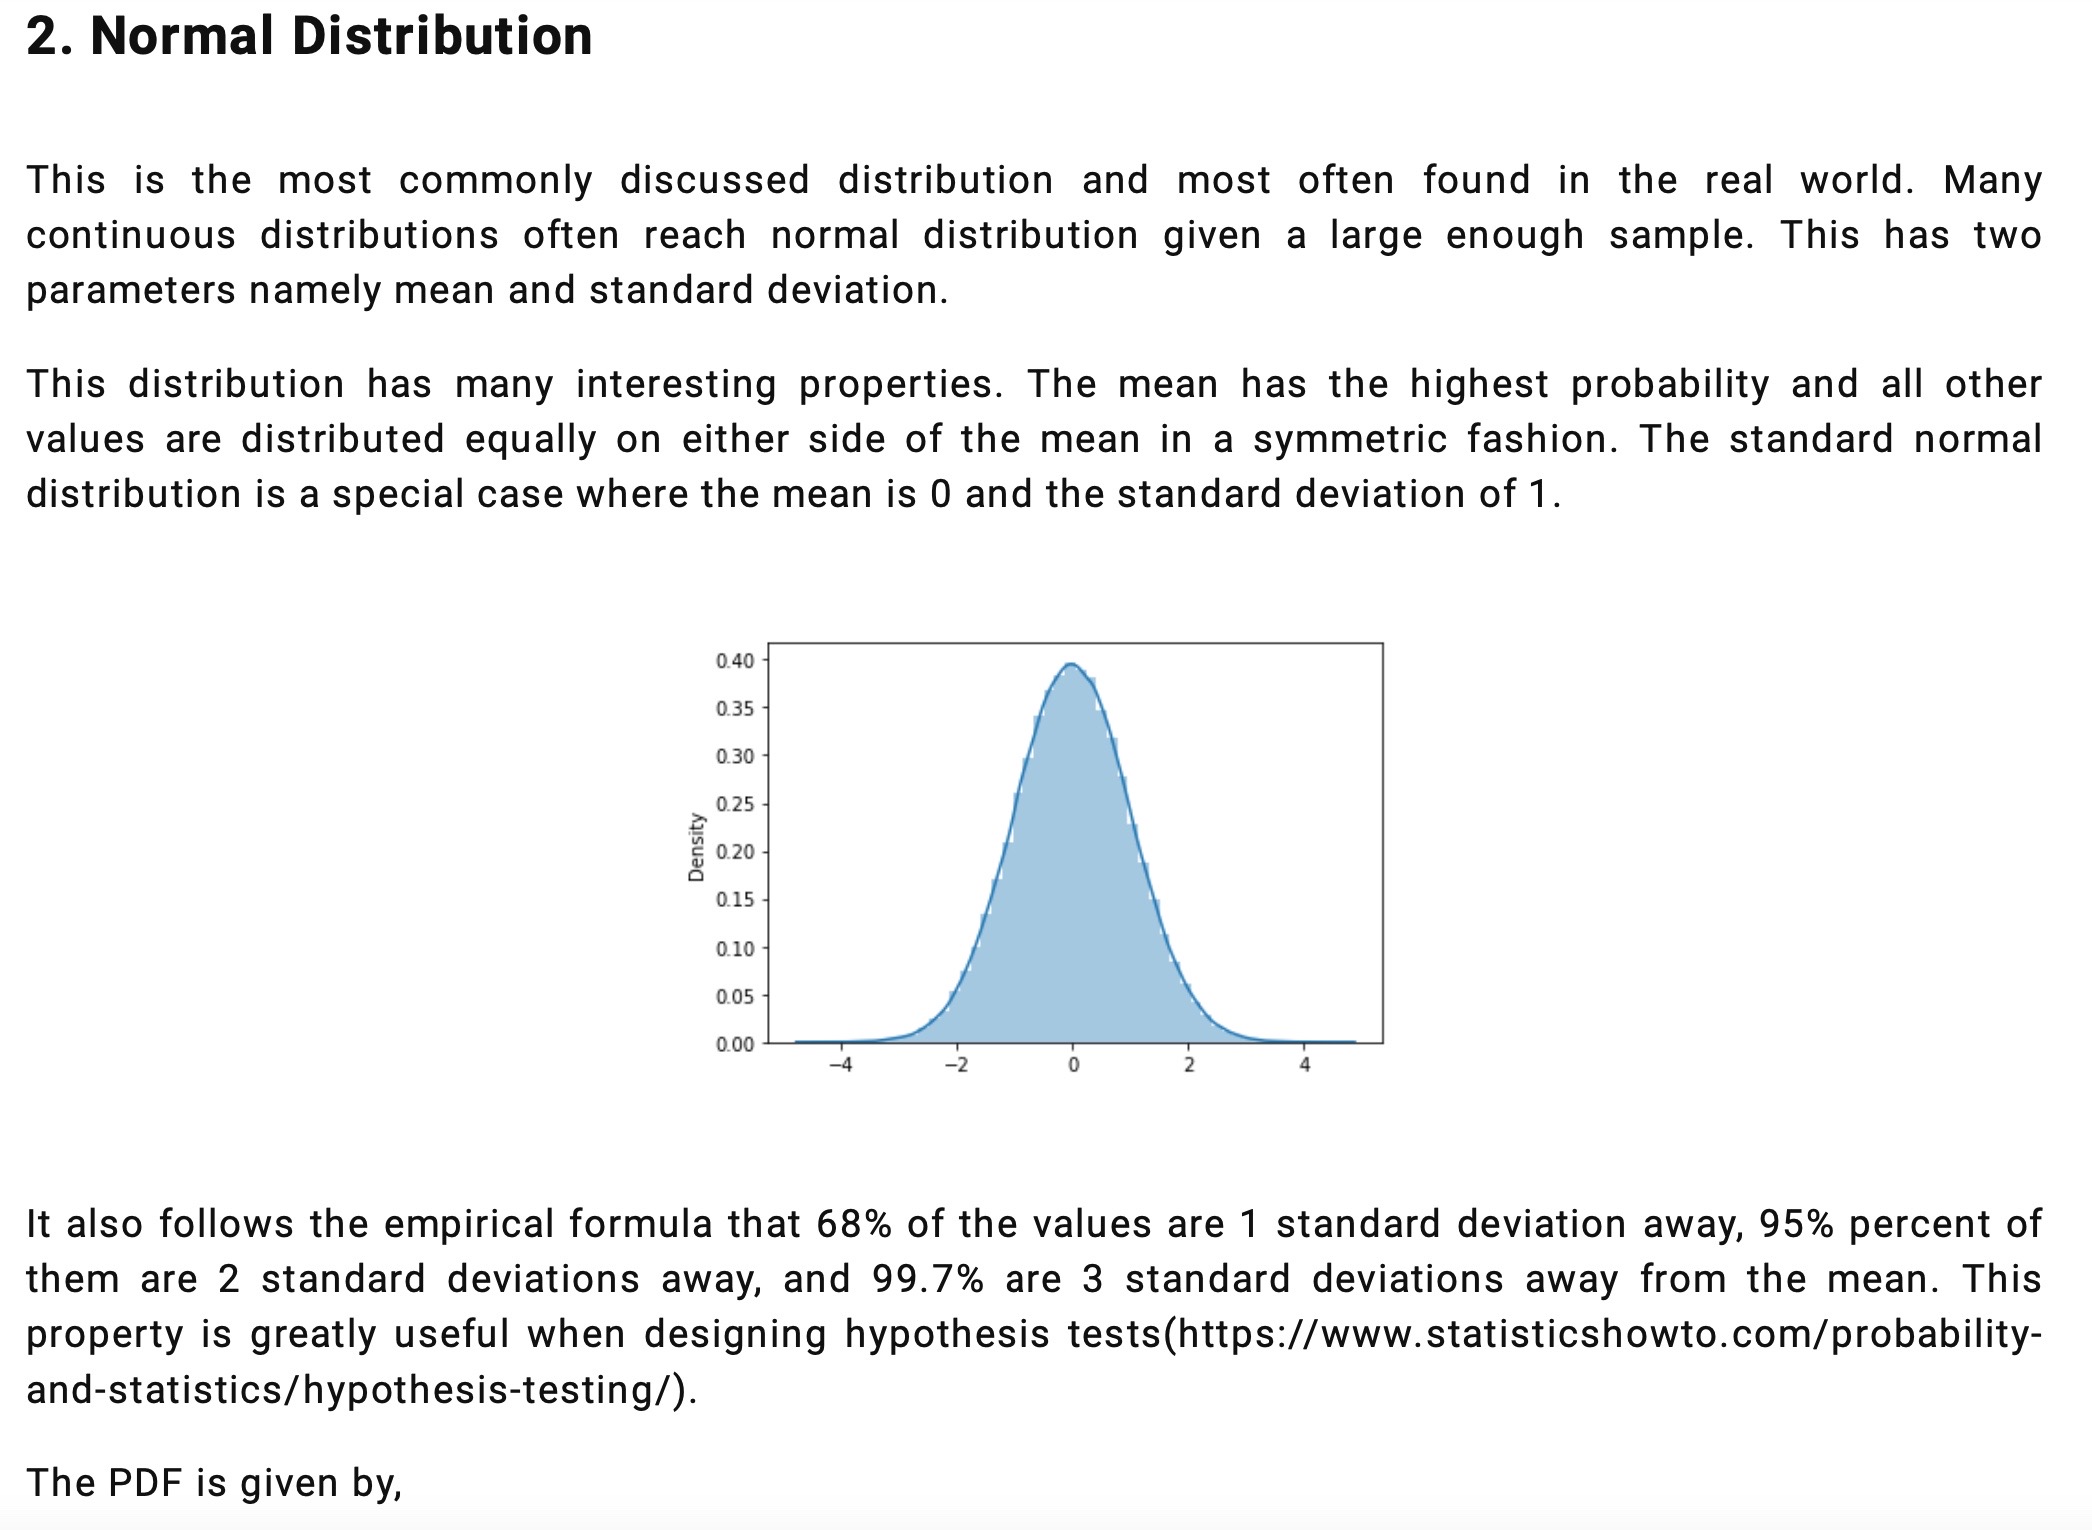 2. Normal Distribution
This is the most commonly discussed distribution and most often found in the real world. Many
continuous distributions often reach normal distribution given a large enough sample. This has two
parameters namely mean and standard deviation.
This distribution has many interesting properties. The mean has the highest probability and all other
values are distributed equally on either side of the mean in a symmetric fashion. The standard normal
distribution is a special case where the mean is 0 and the standard deviation of 1.
0.40
0.35
0.30
0.25
0.20
0.15
0.10
0.05
0.00
Density
−4 −2 0 2 4
It also follows the empirical formula that 68% of the values are 1 standard deviation away, 95% percent of
them are 2 standard deviations away, and 99.7% are 3 standard deviations away from the mean. This
property is greatly useful when designing hypothesis tests(https://www.statisticshowto.com/probability-
and-statistics/hypothesis-testing/).
The PDF is given by,